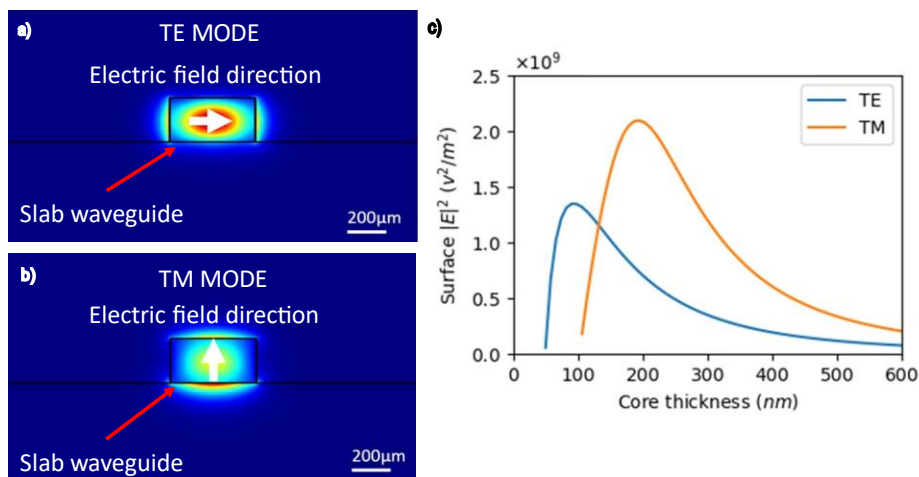 a)
TE MODE
Electric field direction
Slab waveguide
200μm
b)
TM MODE
Electric field direction
Slab waveguide
200μm
c)
×10⁹
2.5
2.0
1.5
1.0
0.5
0.0
Surface |E|² (v²/m²)
TE
TM
0 100 200 300 400 500 600
Core thickness (nm)